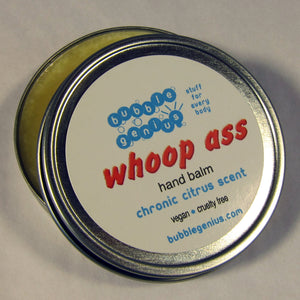 bubble
genius
stuff
for
every
body
whoop ass
hand balm
chronic citrus scent
vegan • cruelty free
bubblegenius.com